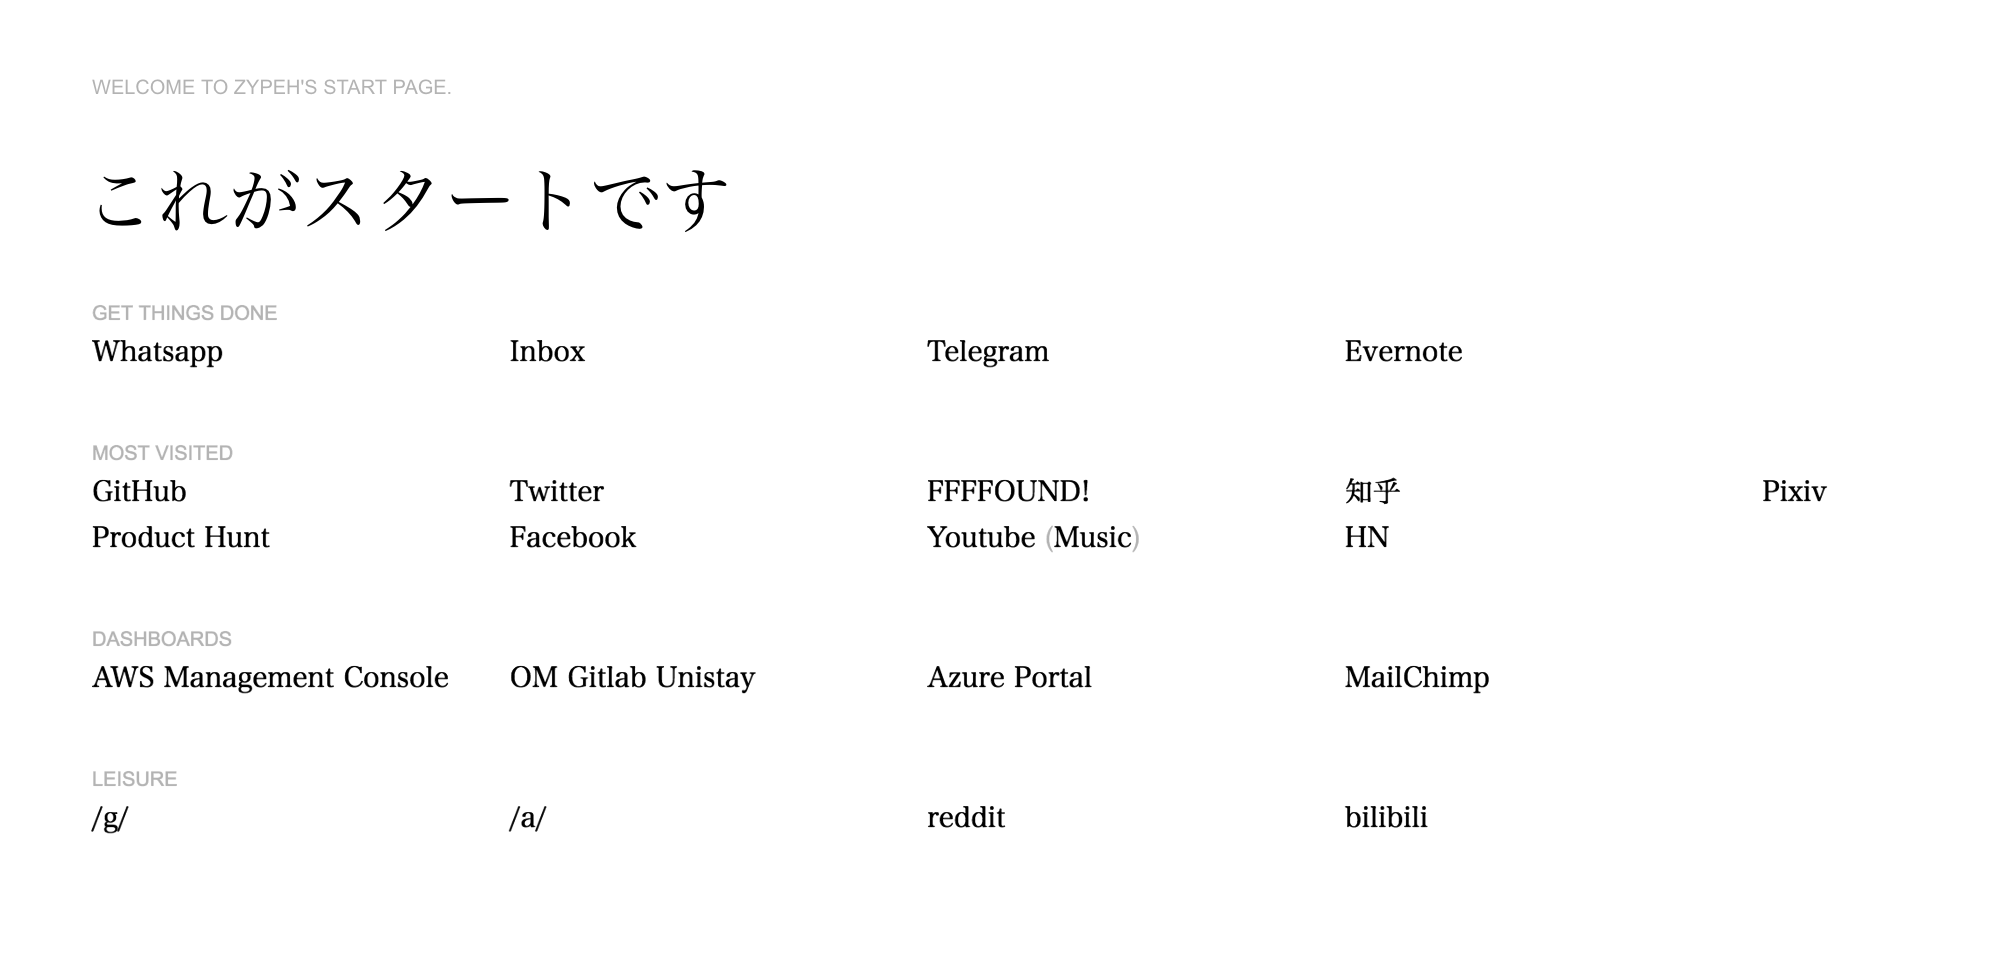 WELCOME TO ZYPEH'S START PAGE.
これがスタートです
GET THINGS DONE
Whatsapp Inbox Telegram Evernote
MOST VISITED
GitHub Twitter FFFFOUND! 知乎 Pixiv
Product Hunt Facebook Youtube (Music) HN
DASHBOARDS
AWS Management Console OM Gitlab Unistay Azure Portal MailChimp
LEISURE
/g/ /a/ reddit bilibili